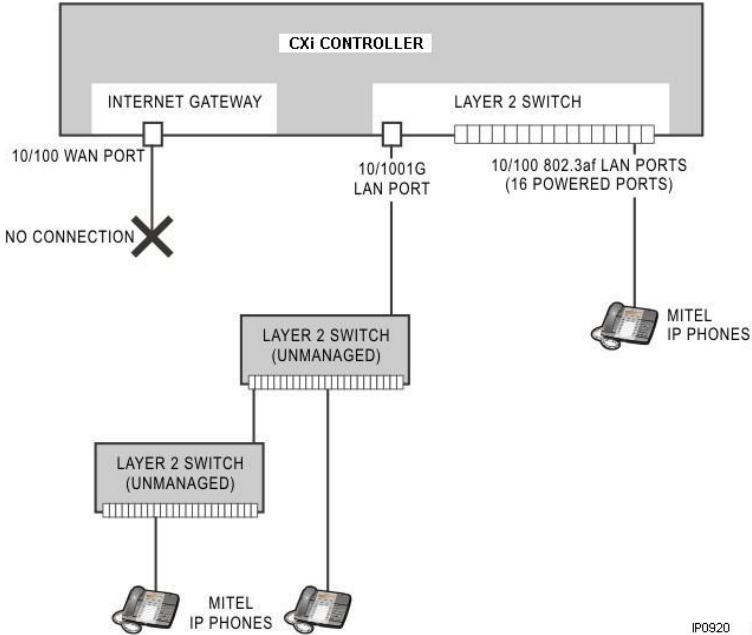 CXi CONTROLLER
INTERNET GATEWAY
LAYER 2 SWITCH
10/100 WAN PORT
10/1001G
LAN PORT
10/100 802.3af LAN PORTS
(16 POWERED PORTS)
NO CONNECTION
MITEL
IP PHONES
LAYER 2 SWITCH
(UNMANAGED)
LAYER 2 SWITCH
(UNMANAGED)
MITEL
IP PHONES
IP0920